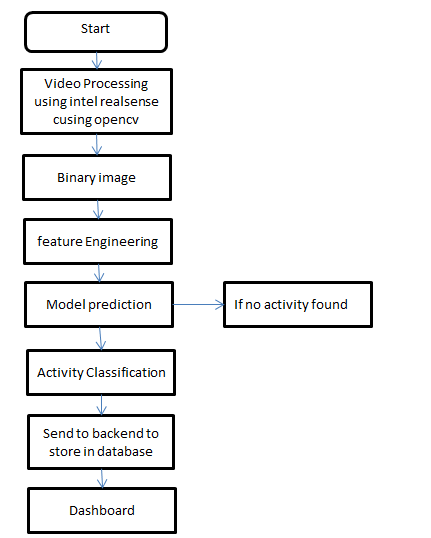 Start
Video Processing
using intel realsense
cusing opencv
Binary image
feature Engineering
Model prediction
If no activity found
Activity Classification
Send to backend to
store in database
Dashboard